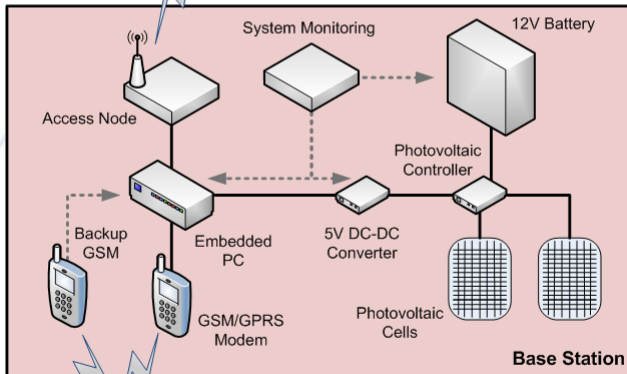 System Monitoring
12V Battery
Access Node
Photovoltaic
Controller
Backup
GSM
Embedded
PC
5V DC-DC
Converter
GSM/GPRS
Modem
Photovoltaic
Cells
Base Station